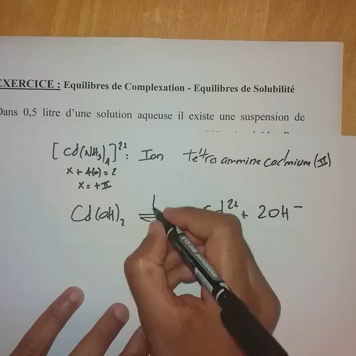 EXERCICE : Equilibres de Complexation - Equilibres de Solubilité
Dans 0,5 litre d'une solution aqueuse il existe une suspension de
[Cd(NH₃)₄]²⁺: Ion tétra ammine cadmium (II)
x + 4(0) = 2
x = + II
Cd(OH)₂ ⇌ Cd²⁺ + 2OH⁻